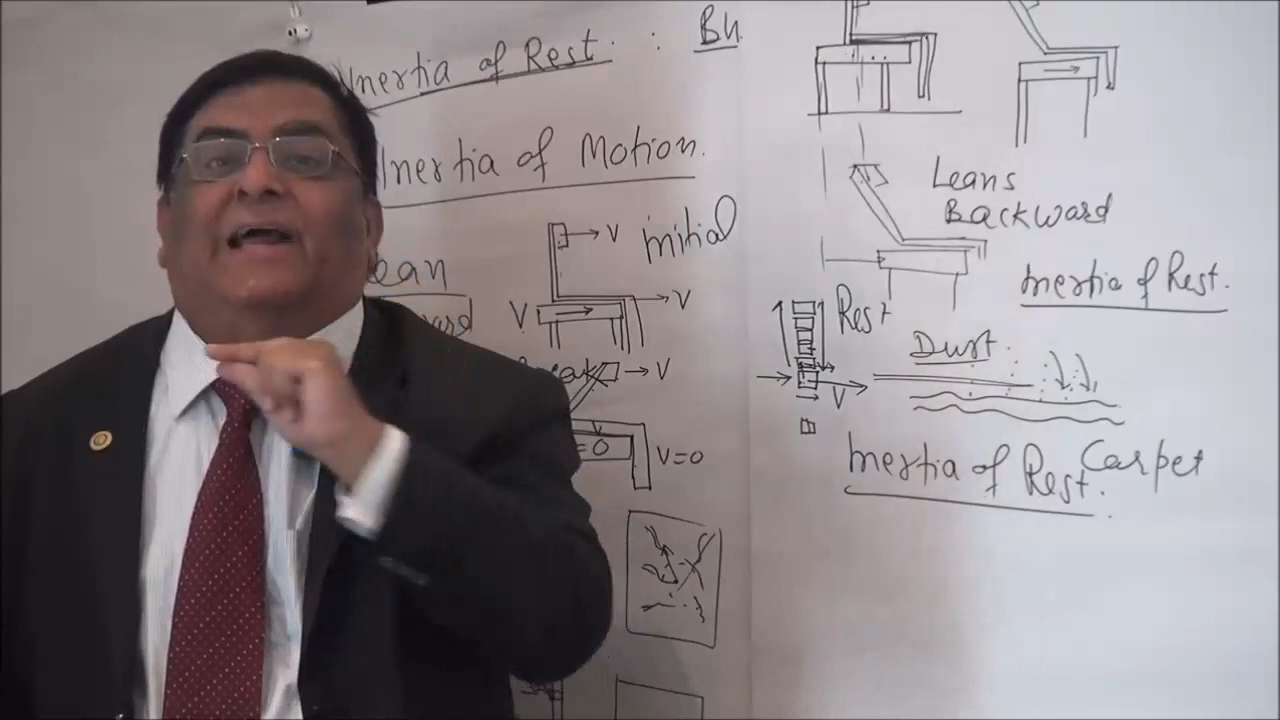 Inertia of Rest : BU
Inertia of Motion.
V
initial
V
V
V
V
= 0
V=0
Leans
Backward
Inertia of Rest.
Rest
Dust
V
Carpet
Inertia of Rest.